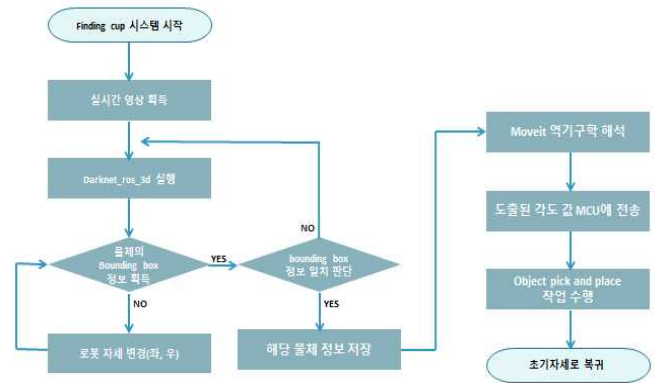 Finding cup 시스템 시작
실시간 영상 획득
Darknet_ros_3d 실행
물체의
Bounding box
정보 획득
YES
NO
로봇 자세 변경(좌, 우)
NO
bounding box
정보 일치 판단
YES
해당 물체 정보 저장
Moveit 역기구학 해석
도출된 각도 값 MCU에 전송
Object pick and place
작업 수행
초기자세로 복귀